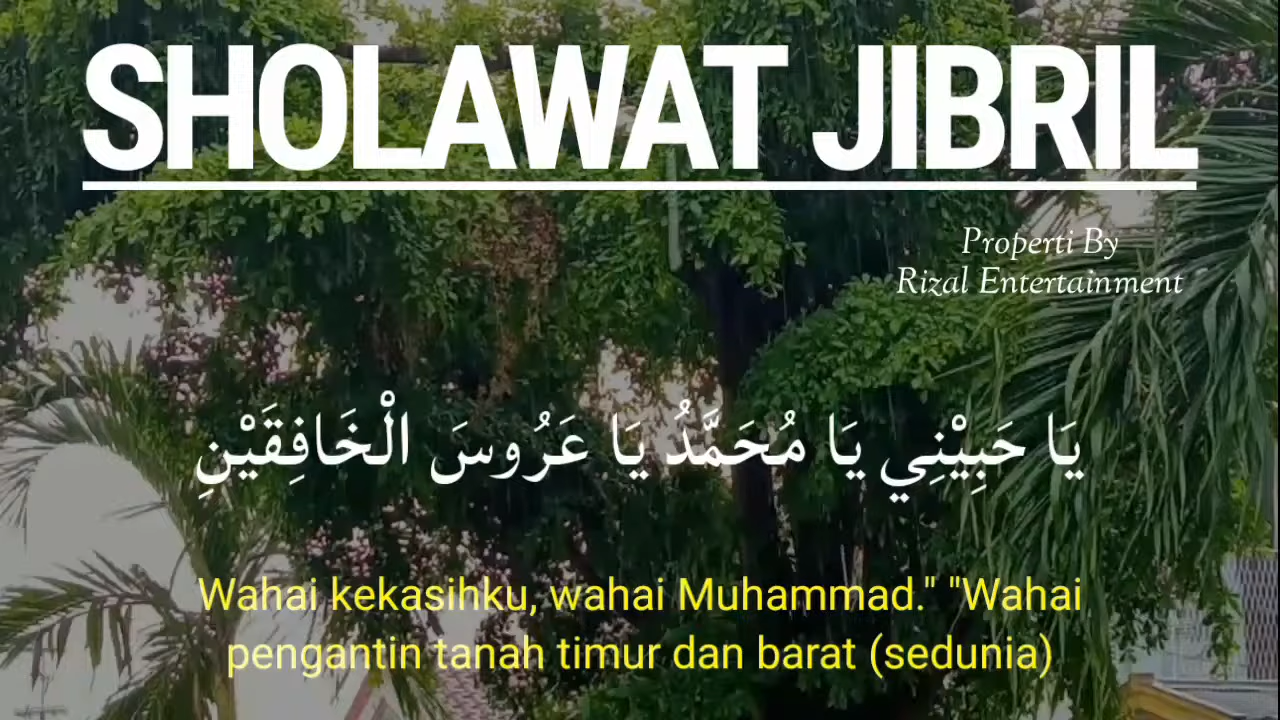 SHOLAWAT JIBRIL
Properti By
Rizal Entertainment
يَا حَبِيْنِي يَا مُحَمَّدُ يَا عَرُوسَ الْخَافِقَيْنِ
Wahai kekasihku, wahai Muhammad." "Wahai
pengantin tanah timur dan barat (sedunia)